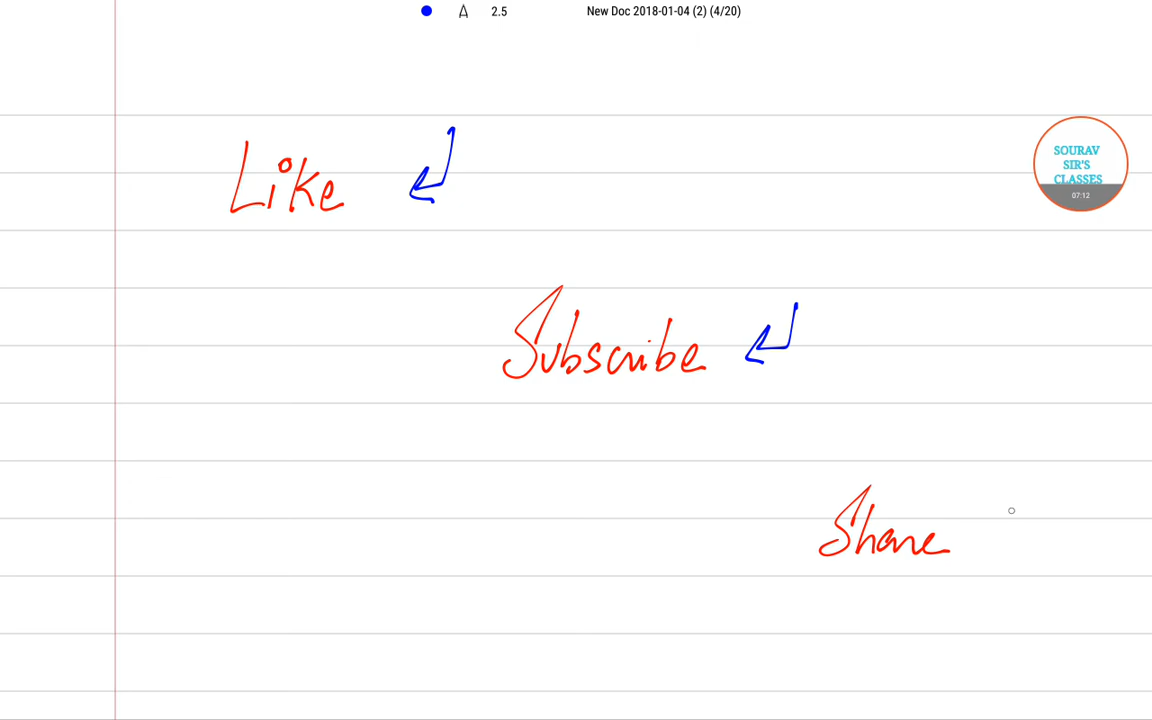 2.5 New Doc 2018-01-04 (2) (4/20)
SOURAV
SIR'S
CLASSES
07:12
Like
Subscribe
Share